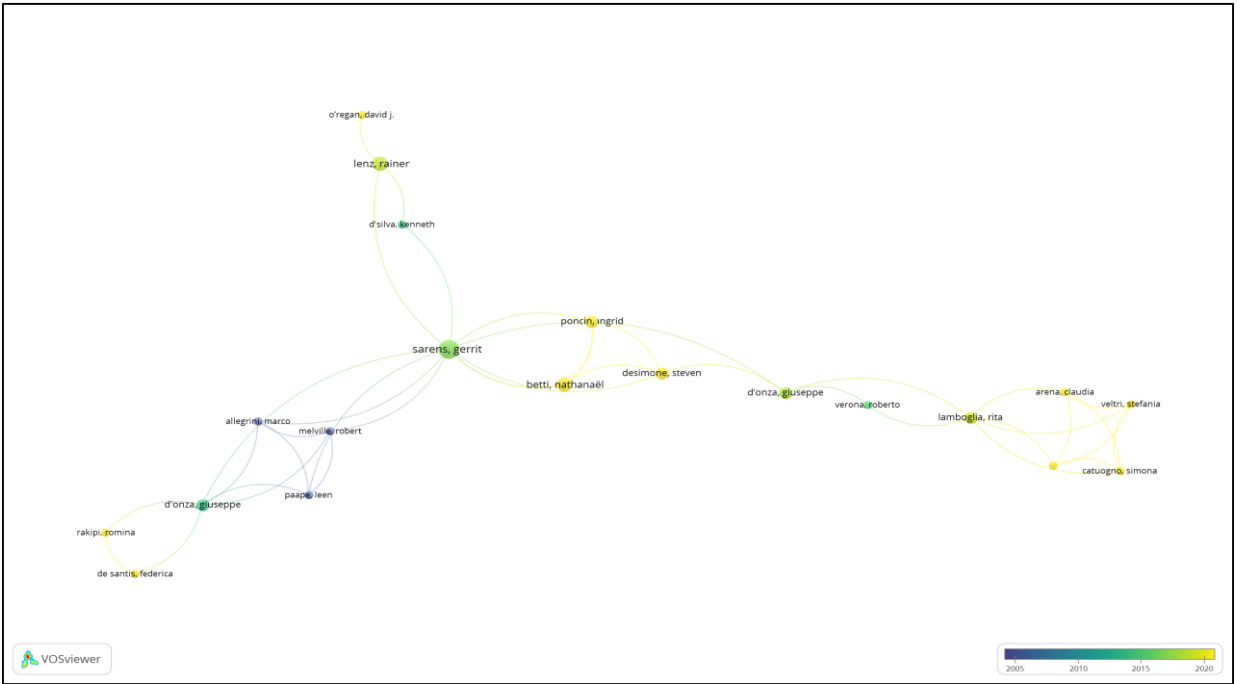 o'regan, david j.
lenz, rainer
d'silva, kenneth
poncin, ingrid
sarens, gerrit
desimone, steven
betti, nathanaël
d'onza, giuseppe
arena, claudia
verona, roberto
veltri, stefania
lamboglia, rita
allegrini, marco
melville, robert
catuogno, simona
paape, leen
d'onza, giuseppe
rakipi, romina
de santis, federica
VOSviewer
2005 2010 2015 2020